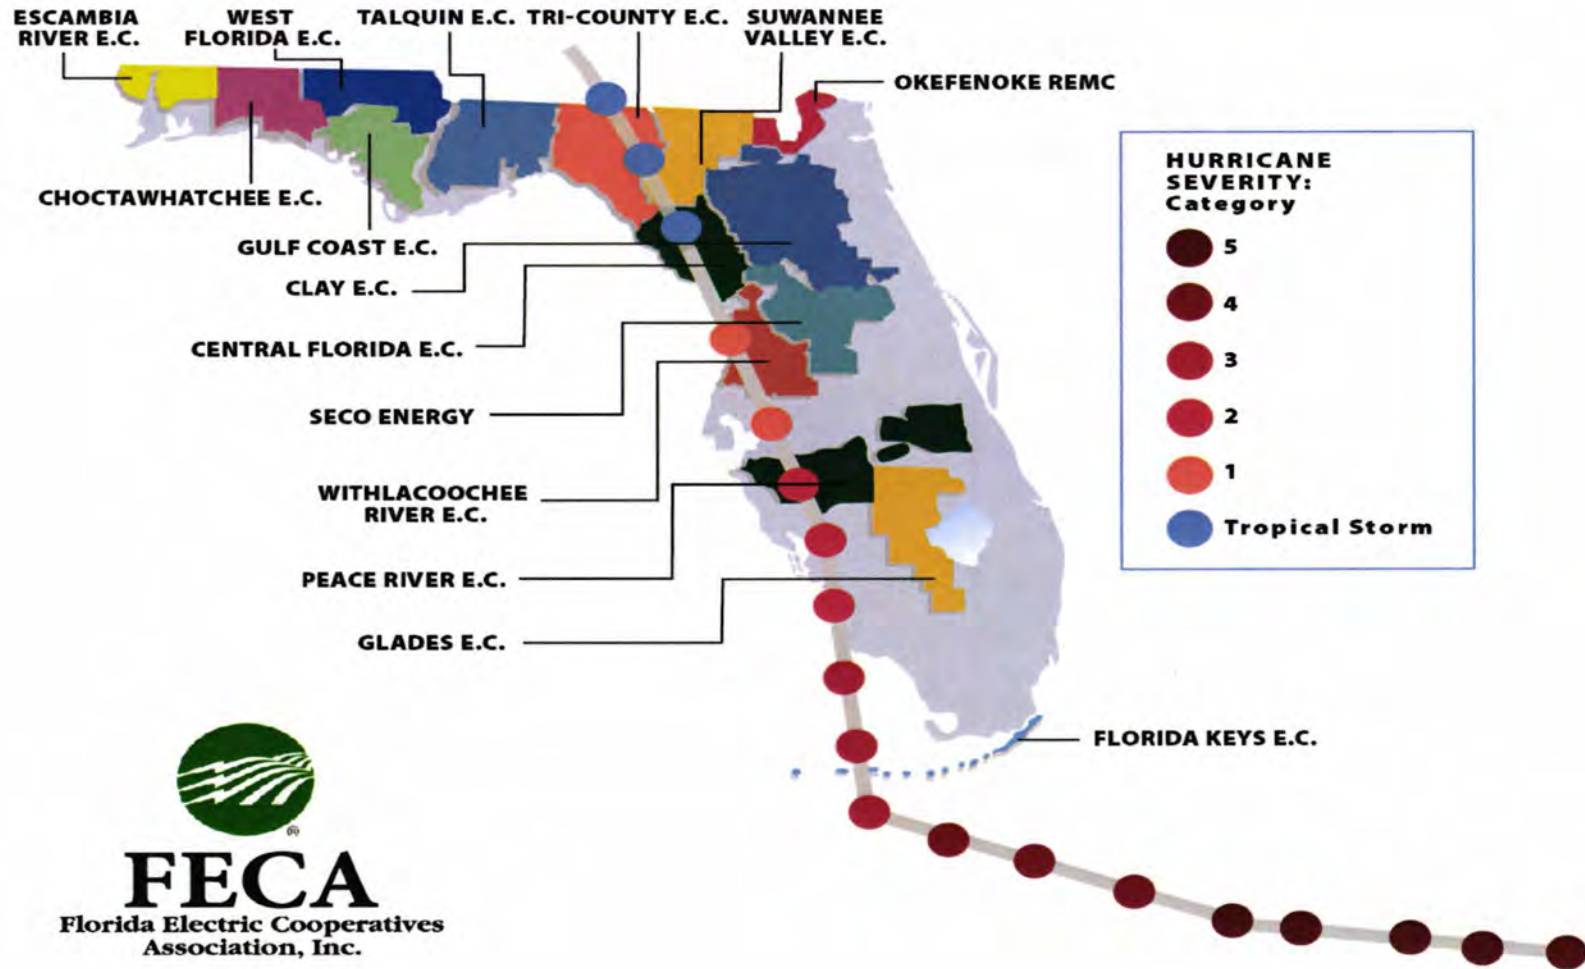 ESCAMBIA
RIVER E.C.
WEST
FLORIDA E.C.
TALQUIN E.C.
TRI-COUNTY E.C.
SUWANNEE
VALLEY E.C.
OKEFENOKE REMC
CHOCTAWHATCHEE E.C.
GULF COAST E.C.
CLAY E.C.
CENTRAL FLORIDA E.C.
SECO ENERGY
WITHLACOOCHEE
RIVER E.C.
PEACE RIVER E.C.
GLADES E.C.
FLORIDA KEYS E.C.
HURRICANE
SEVERITY:
Category
5
4
3
2
1
Tropical Storm
®
FECA
Florida Electric Cooperatives
Association, Inc.